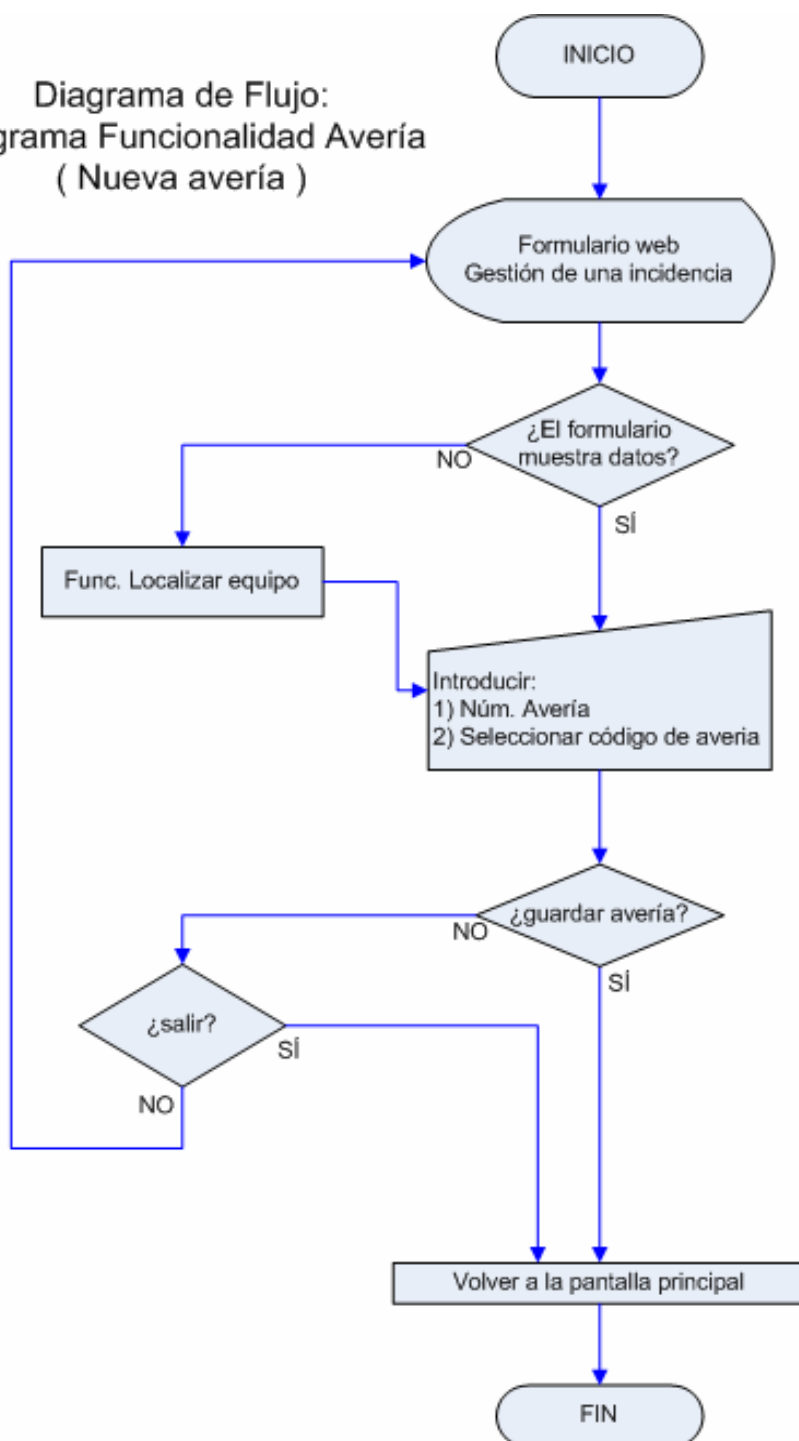 INICIO
Diagrama de Flujo:
grama Funcionalidad Avería
( Nueva avería )
Formulario web
Gestión de una incidencia
¿El formulario
muestra datos?
NO
SÍ
Func. Localizar equipo
Introducir:
1) Núm. Avería
2) Seleccionar código de averia
¿guardar avería?
NO
SÍ
¿salir?
SÍ
NO
Volver a la pantalla principal
FIN